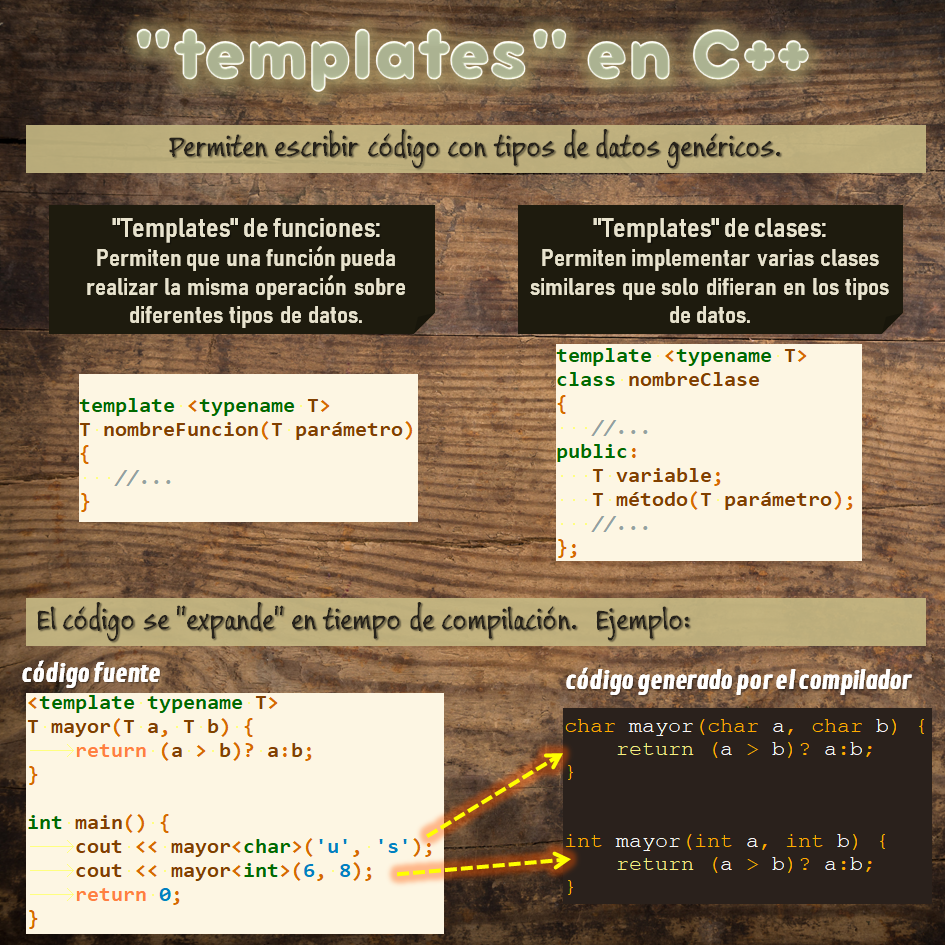 "templates" en C++
Permiten escribir código con tipos de datos genéricos.
"Templates" de funciones:
Permiten que una función pueda
realizar la misma operación sobre
diferentes tipos de datos.
template <typename T>
T nombreFuncion(T parámetro)
{
//...
}
"Templates" de clases:
Permiten implementar varias clases
similares que solo difieran en los tipos
de datos.
template <typename T>
class nombreClase
{
//...
public:
T variable;
T método(T parámetro);
//...
};
El código se "expande" en tiempo de compilación. Ejemplo:
código fuente
<template typename T>
T mayor(T a, T b) {
return (a > b)? a:b;
}
int main() {
cout << mayor<char>('u', 's');
cout << mayor<int>(6, 8);
return 0;
}
código generado por el compilador
char mayor(char a, char b) {
return (a > b)? a:b;
}
int mayor(int a, int b) {
return (a > b)? a:b;
}